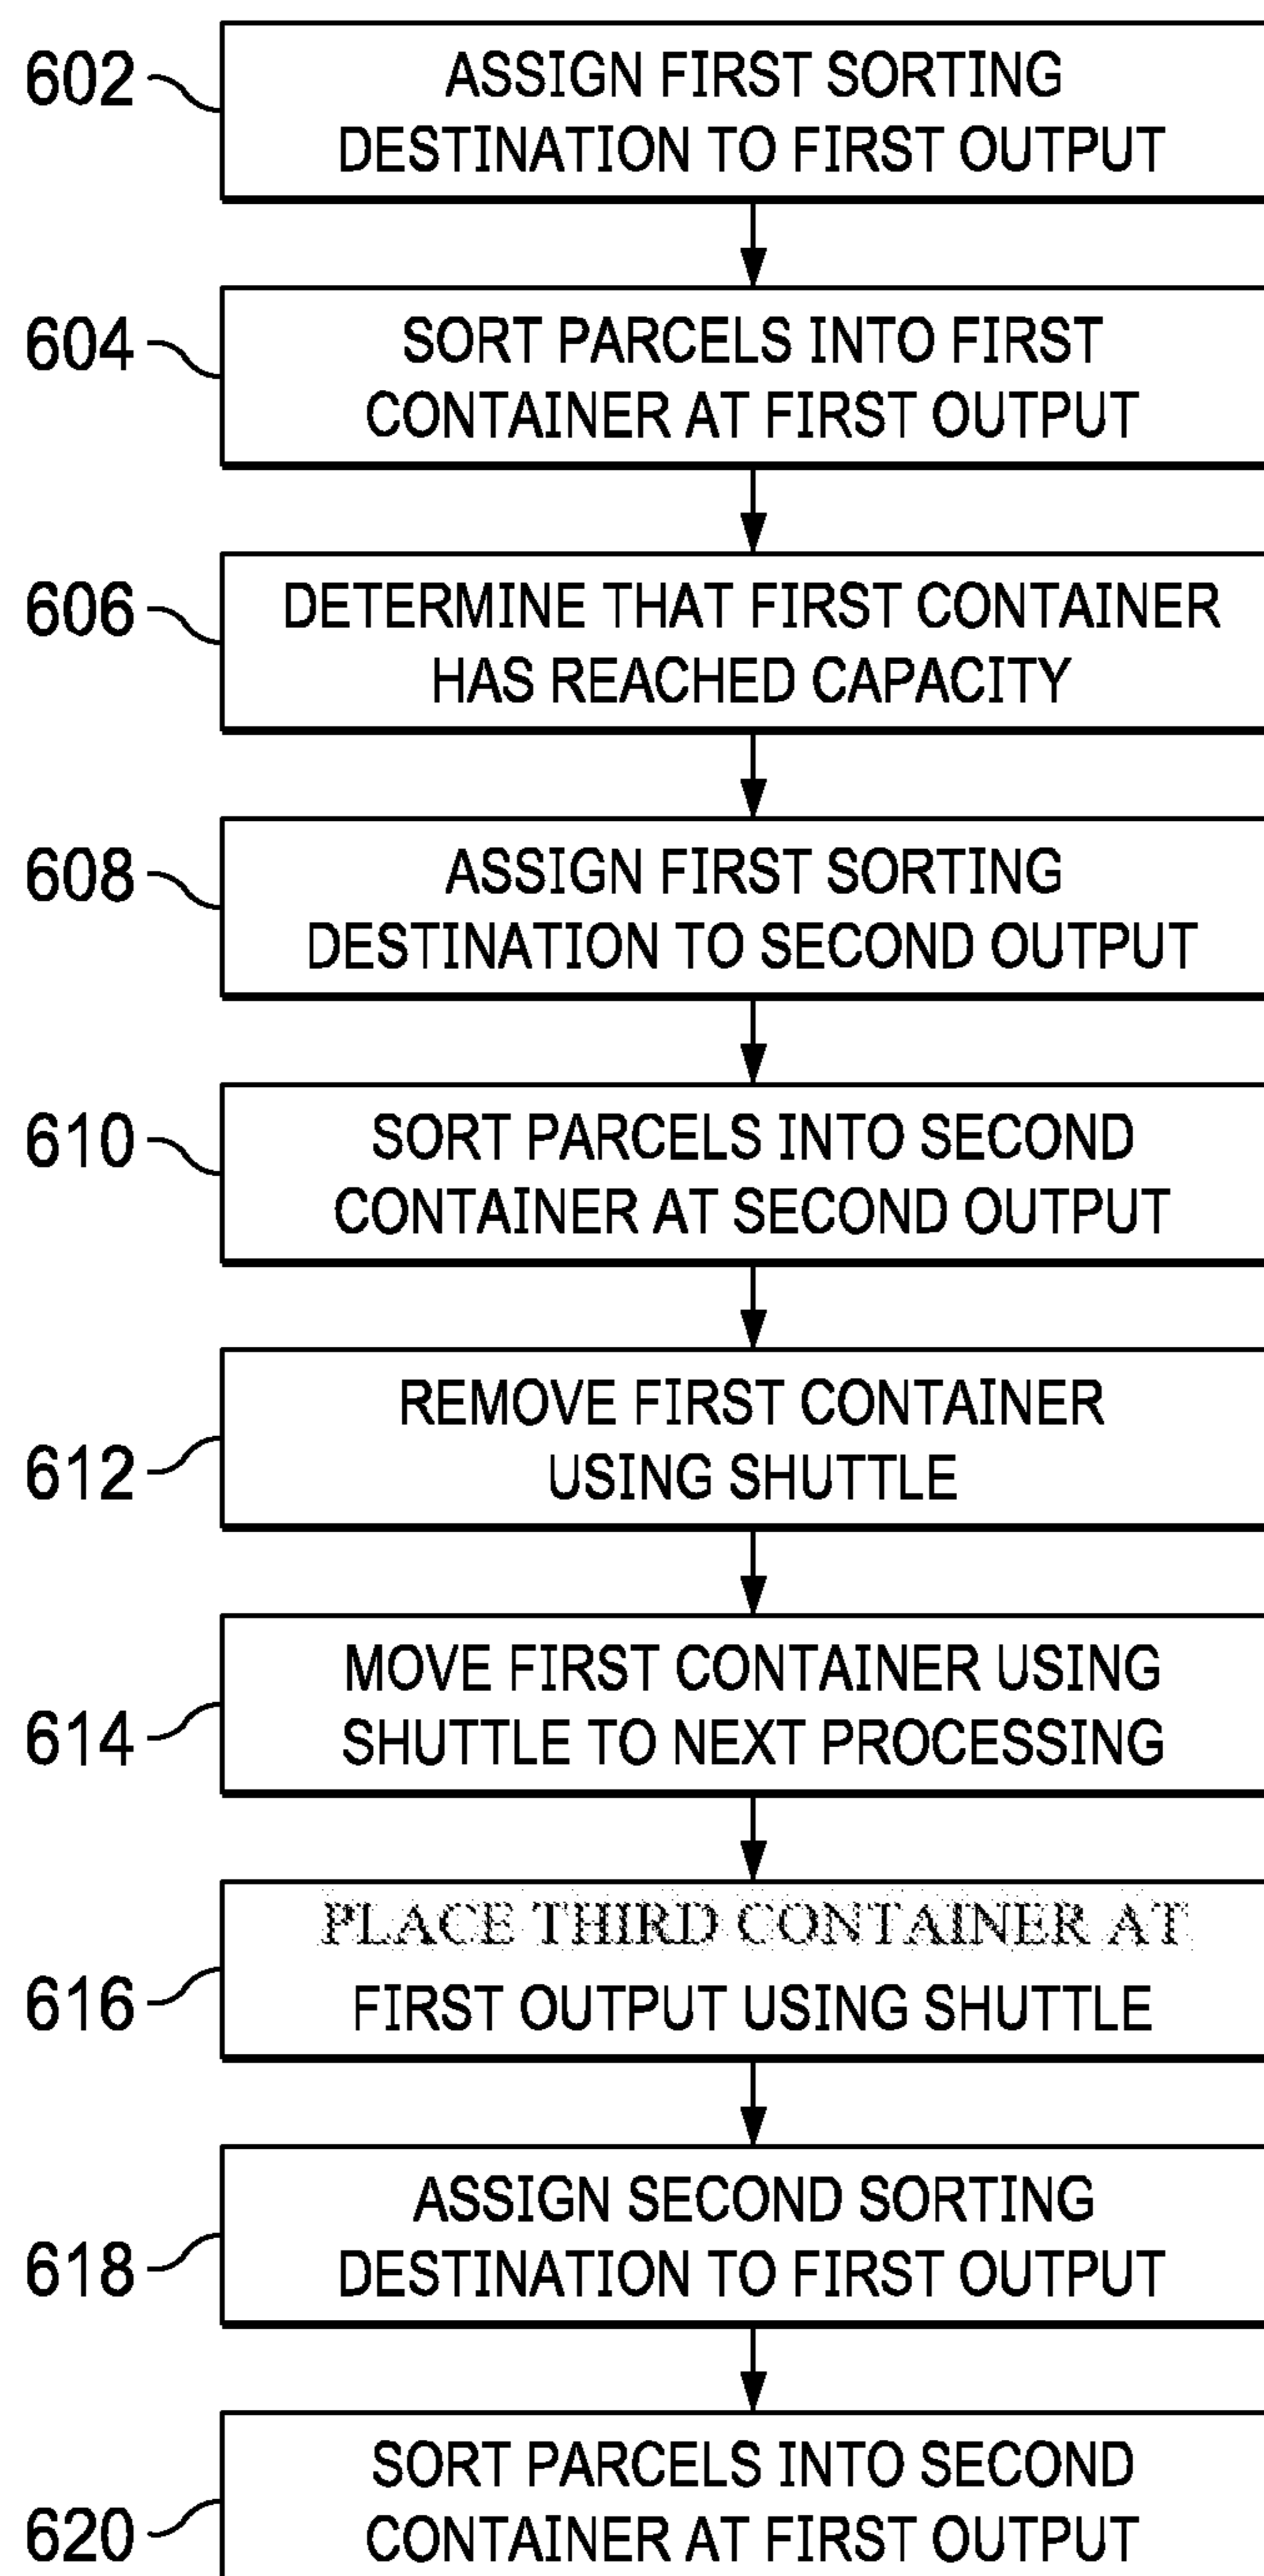 602
ASSIGN FIRST SORTING
DESTINATION TO FIRST OUTPUT
604
SORT PARCELS INTO FIRST
CONTAINER AT FIRST OUTPUT
606
DETERMINE THAT FIRST CONTAINER
HAS REACHED CAPACITY
608
ASSIGN FIRST SORTING
DESTINATION TO SECOND OUTPUT
610
SORT PARCELS INTO SECOND
CONTAINER AT SECOND OUTPUT
612
REMOVE FIRST CONTAINER
USING SHUTTLE
614
MOVE FIRST CONTAINER USING
SHUTTLE TO NEXT PROCESSING
616
PLACE THIRD CONTAINER AT
FIRST OUTPUT USING SHUTTLE
618
ASSIGN SECOND SORTING
DESTINATION TO FIRST OUTPUT
620
SORT PARCELS INTO SECOND
CONTAINER AT FIRST OUTPUT